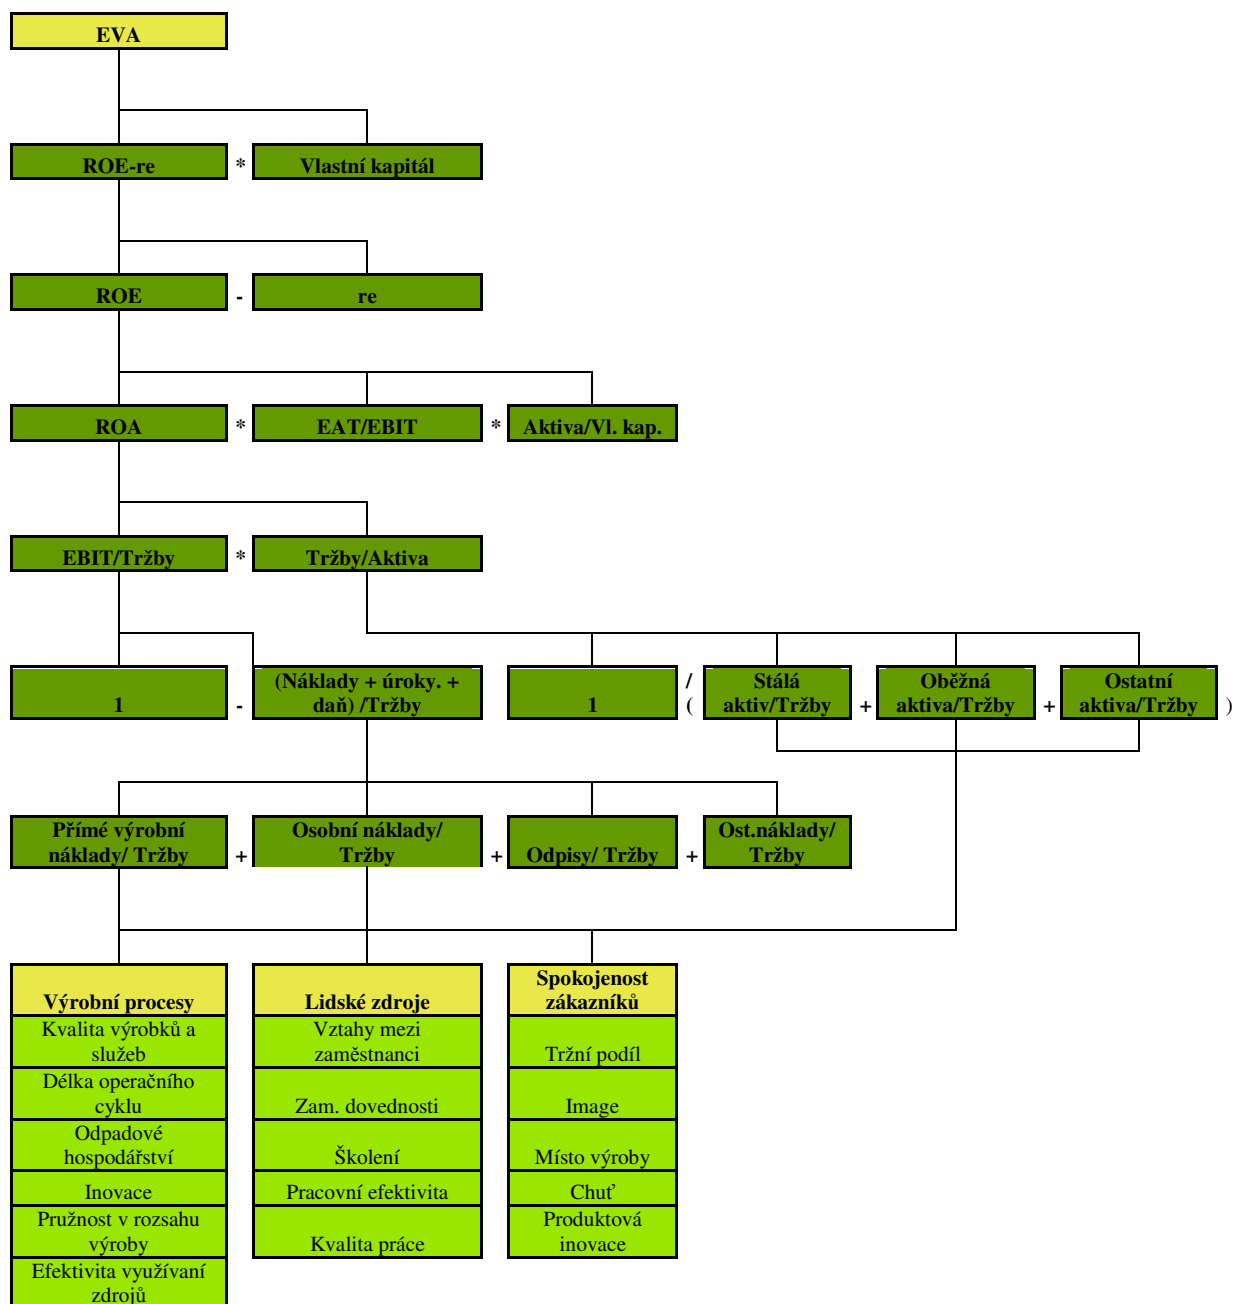 EVA
ROE-re * Vlastní kapitál
ROE - re
ROA * EAT/EBIT * Aktiva/Vl. kap.
EBIT/Tržby * Tržby/Aktiva
1
-
(Náklady + úroky. +
daň) /Tržby
1
/
(
Stálá
aktiv/Tržby
+
Oběžná
aktiva/Tržby
+
Ostatní
aktiva/Tržby
)
Přímé výrobní
náklady/ Tržby
+
Osobní náklady/
Tržby
+
Odpisy/ Tržby
+
Ost.náklady/
Tržby
Výrobní procesy
Kvalita výrobků a
služeb
Délka operačního
cyklu
Odpadové
hospodářství
Inovace
Pružnost v rozsahu
výroby
Efektivita využívaní
zdrojů
Lidské zdroje
Vztahy mezi
zaměstnanci
Zam. dovednosti
Školení
Pracovní efektivita
Kvalita práce
Spokojenost
zákazníků
Tržní podíl
Image
Místo výroby
Chuť
Produktová
inovace